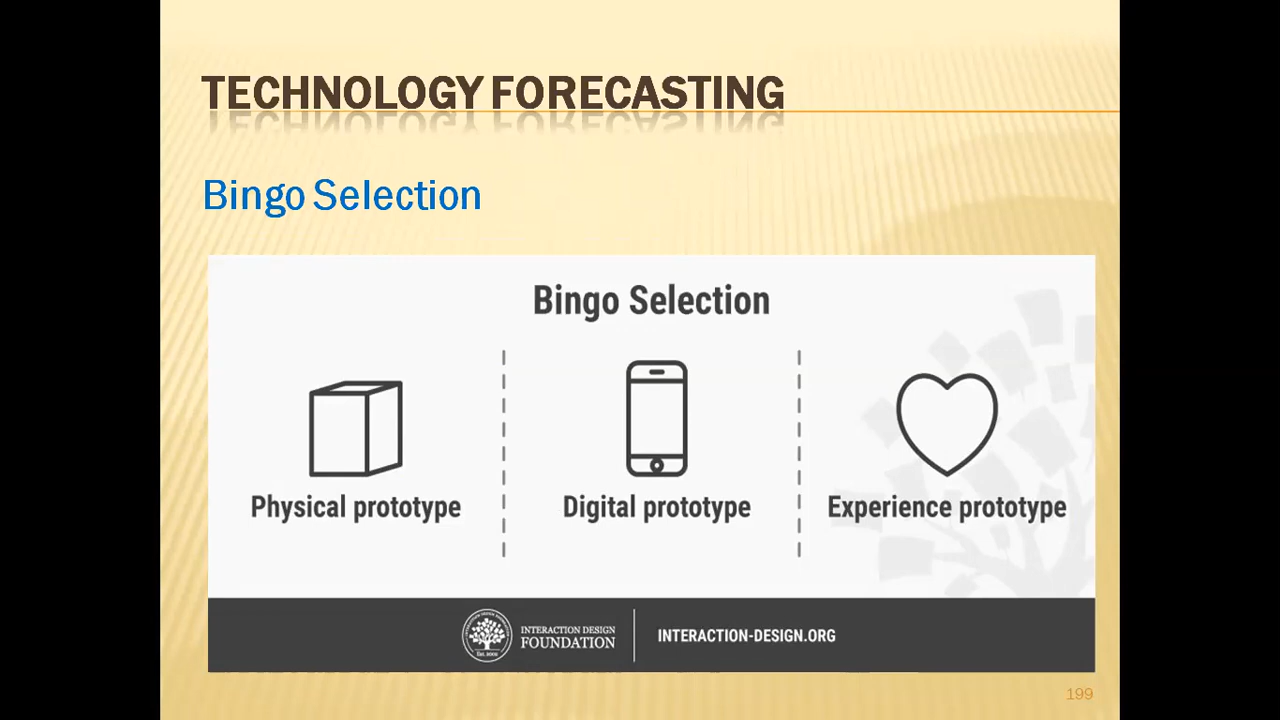 TECHNOLOGY FORECASTING
Bingo Selection
Bingo Selection
Physical prototype
Digital prototype
Experience prototype
INTERACTION DESIGN
FOUNDATION
INTERACTION-DESIGN.ORG
199